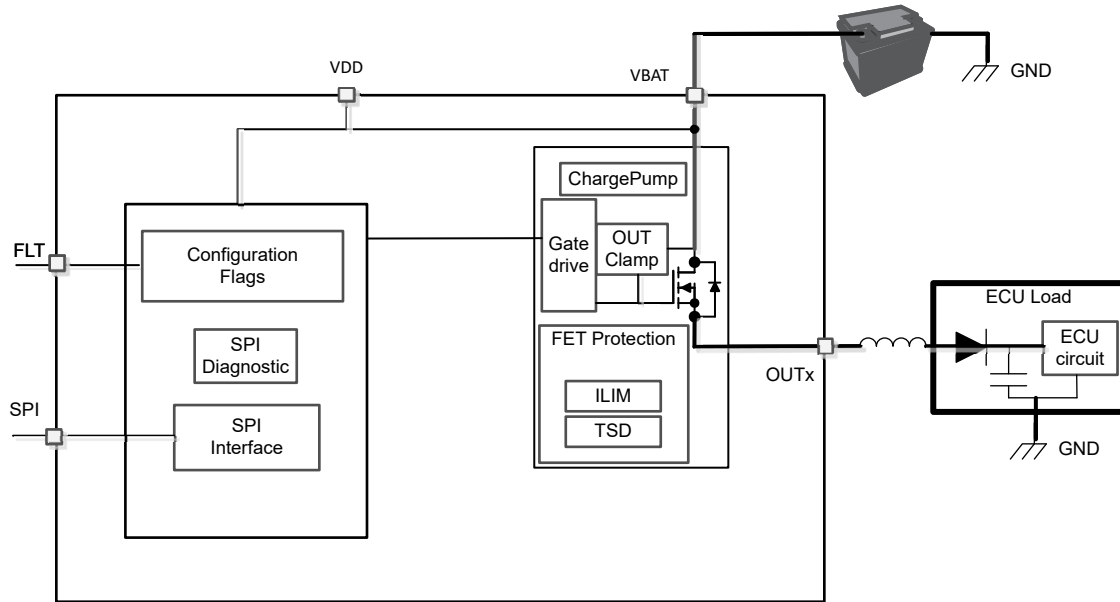 VDD
VBAT
GND
ChargePump
Gate
drive
OUT
Clamp
FLT
Configuration
Flags
SPI
Diagnostic
SPI
SPI
Interface
FET Protection
ILIM
TSD
OUTx
ECU Load
ECU
circuit
GND